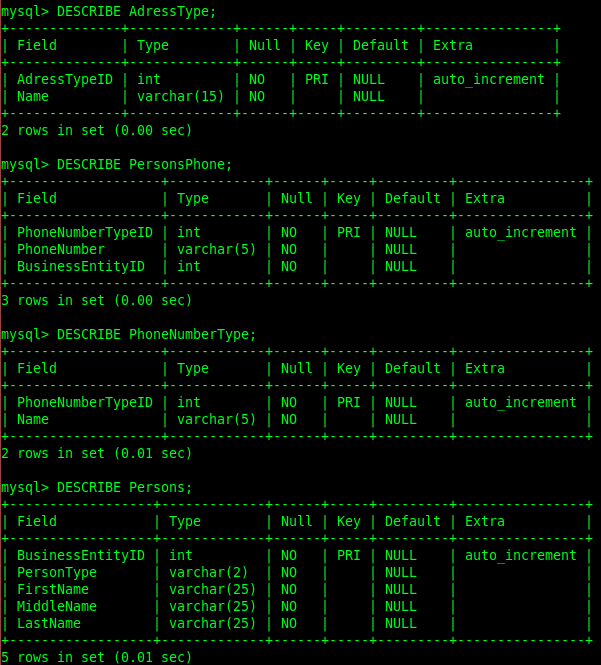 mysql> DESCRIBE AdressType;
+--------------+-------------+------+-----+---------+----------------+
| Field        | Type        | Null | Key | Default | Extra          |
+--------------+-------------+------+-----+---------+----------------+
| AdressTypeID | int         | NO   | PRI | NULL    | auto_increment |
| Name         | varchar(15) | NO   |     | NULL    |                |
+--------------+-------------+------+-----+---------+----------------+
2 rows in set (0.00 sec)

mysql> DESCRIBE PersonsPhone;
+-------------------+------------+------+-----+---------+----------------+
| Field             | Type       | Null | Key | Default | Extra          |
+-------------------+------------+------+-----+---------+----------------+
| PhoneNumberTypeID | int        | NO   | PRI | NULL    | auto_increment |
| PhoneNumber       | varchar(5) | NO   |     | NULL    |                |
| BusinessEntityID  | int        | NO   |     | NULL    |                |
+-------------------+------------+------+-----+---------+----------------+
3 rows in set (0.00 sec)

mysql> DESCRIBE PhoneNumberType;
+-------------------+------------+------+-----+---------+----------------+
| Field             | Type       | Null | Key | Default | Extra          |
+-------------------+------------+------+-----+---------+----------------+
| PhoneNumberTypeID | int        | NO   | PRI | NULL    | auto_increment |
| Name              | varchar(5) | NO   |     | NULL    |                |
+-------------------+------------+------+-----+---------+----------------+
2 rows in set (0.01 sec)

mysql> DESCRIBE Persons;
+------------------+-------------+------+-----+---------+----------------+
| Field            | Type        | Null | Key | Default | Extra          |
+------------------+-------------+------+-----+---------+----------------+
| BusinessEntityID | int         | NO   | PRI | NULL    | auto_increment |
| PersonType       | varchar(2)  | NO   |     | NULL    |                |
| FirstName        | varchar(25) | NO   |     | NULL    |                |
| MiddleName       | varchar(25) | NO   |     | NULL    |                |
| LastName         | varchar(25) | NO   |     | NULL    |                |
+------------------+-------------+------+-----+---------+----------------+
5 rows in set (0.01 sec)